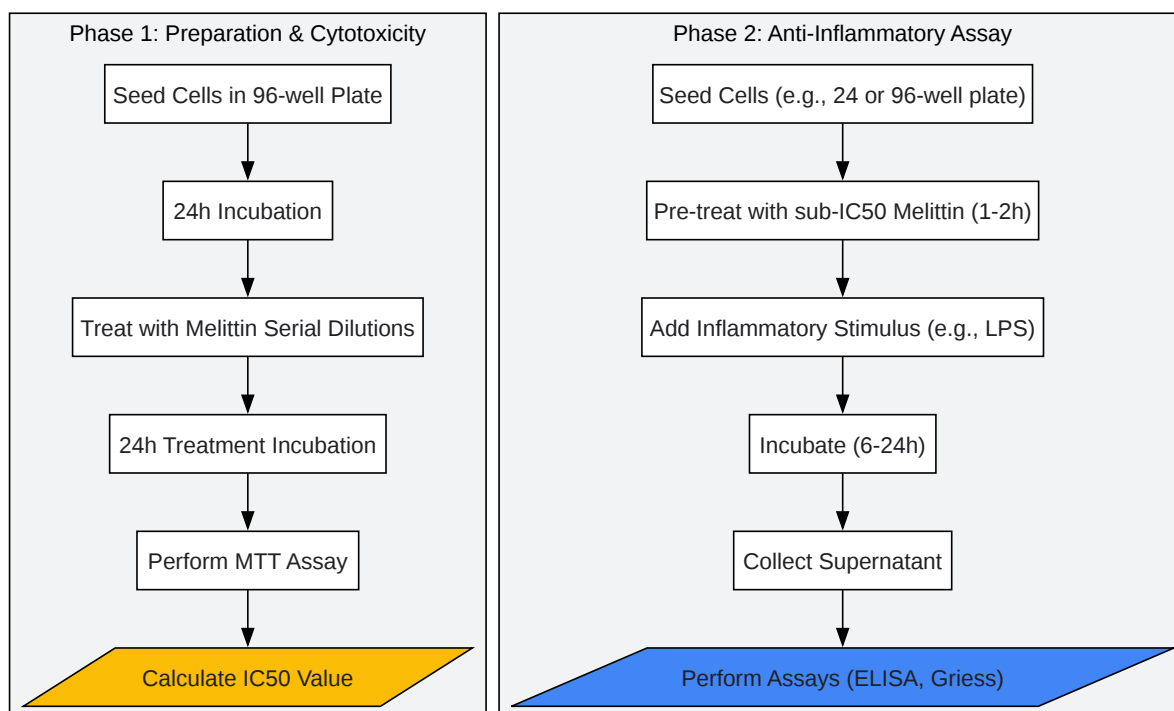 Phase 1: Preparation & Cytotoxicity
Seed Cells in 96-well Plate
24h Incubation
Treat with Melittin Serial Dilutions
24h Treatment Incubation
Perform MTT Assay
Calculate IC50 Value
Phase 2: Anti-Inflammatory Assay
Seed Cells (e.g., 24 or 96-well plate)
Pre-treat with sub-IC50 Melittin (1-2h)
Add Inflammatory Stimulus (e.g., LPS)
Incubate (6-24h)
Collect Supernatant
Perform Assays (ELISA, Griess)